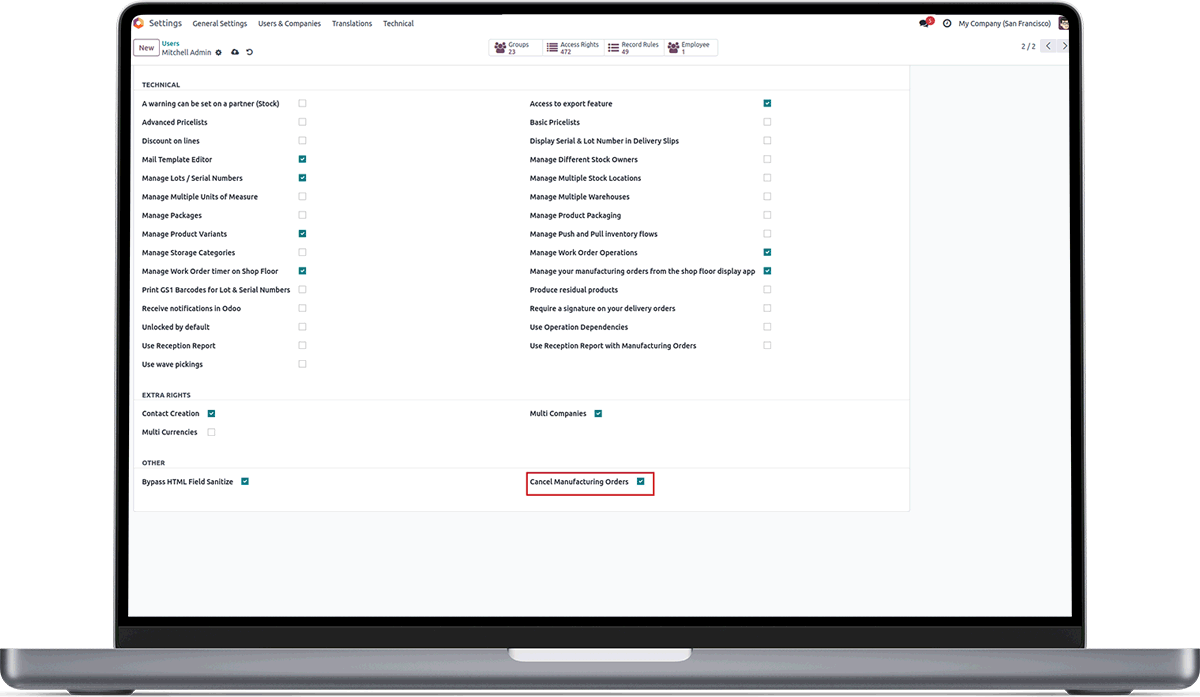 Settings General Settings Users & Companies Translations Technical 5 My Company (San Francisco)
New Users Groups 23 Access Rights 472 Record Rules 49 Employee 1 2 / 2
Mitchell Admin
TECHNICAL
A warning can be set on a partner (Stock) Access to export feature
Advanced Pricelists Basic Pricelists
Discount on lines Display Serial & Lot Number in Delivery Slips
Mail Template Editor Manage Different Stock Owners
Manage Lots / Serial Numbers Manage Multiple Stock Locations
Manage Multiple Units of Measure Manage Multiple Warehouses
Manage Packages Manage Product Packaging
Manage Product Variants Manage Push and Pull inventory flows
Manage Storage Categories Manage Work Order Operations
Manage Work Order timer on Shop Floor Manage your manufacturing orders from the shop floor display app
Print GS1 Barcodes for Lot & Serial Numbers Produce residual products
Receive notifications in Odoo Require a signature on your delivery orders
Unlocked by default Use Operation Dependencies
Use Reception Report Use Reception Report with Manufacturing Orders
Use wave pickings
EXTRA RIGHTS
Contact Creation Multi Companies
Multi Currencies
OTHER
Bypass HTML Field Sanitize Cancel Manufacturing Orders